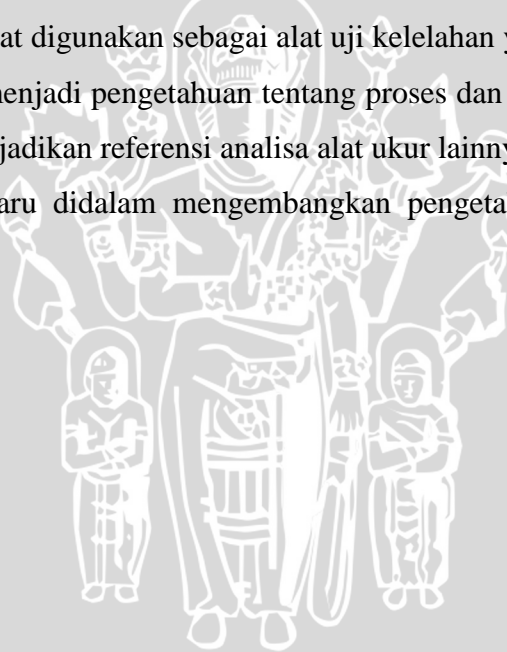 at digunakan sebagai alat uji kelelahan
menjadi pengetahuan tentang proses dan
jadikan referensi analisa alat ukur lainny
aru didalam mengembangkan pengeta